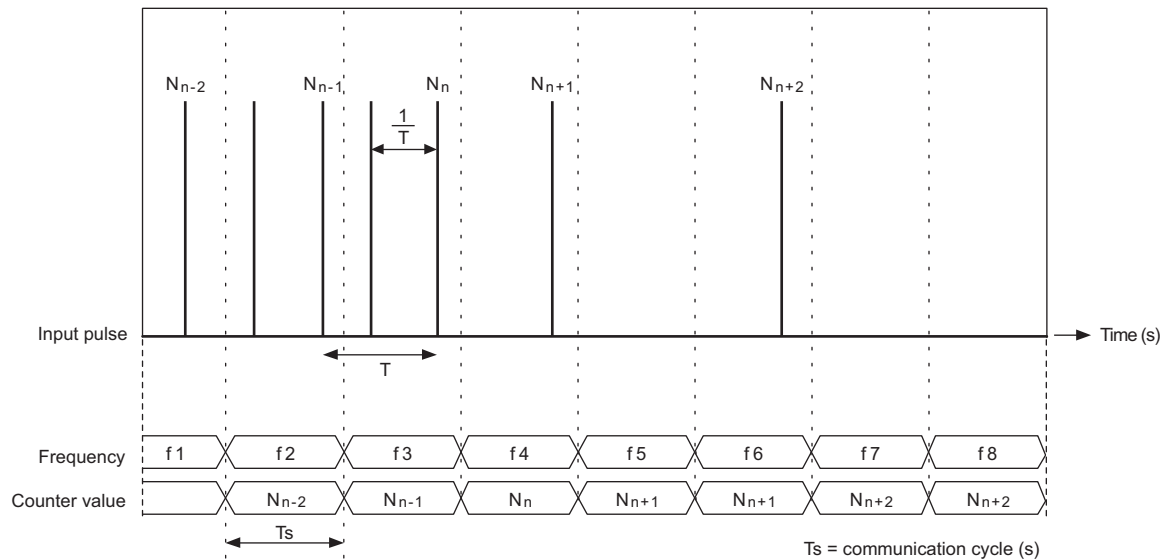 Nn-2 Nn-1 Nn Nn+1 Nn+2
1
T
Input pulse
Time (s)
T
Frequency f1 f2 f3 f4 f5 f6 f7 f8
Counter value Nn-2 Nn-1 Nn Nn+1 Nn+1 Nn+2 Nn+2
Ts
Ts = communication cycle (s)